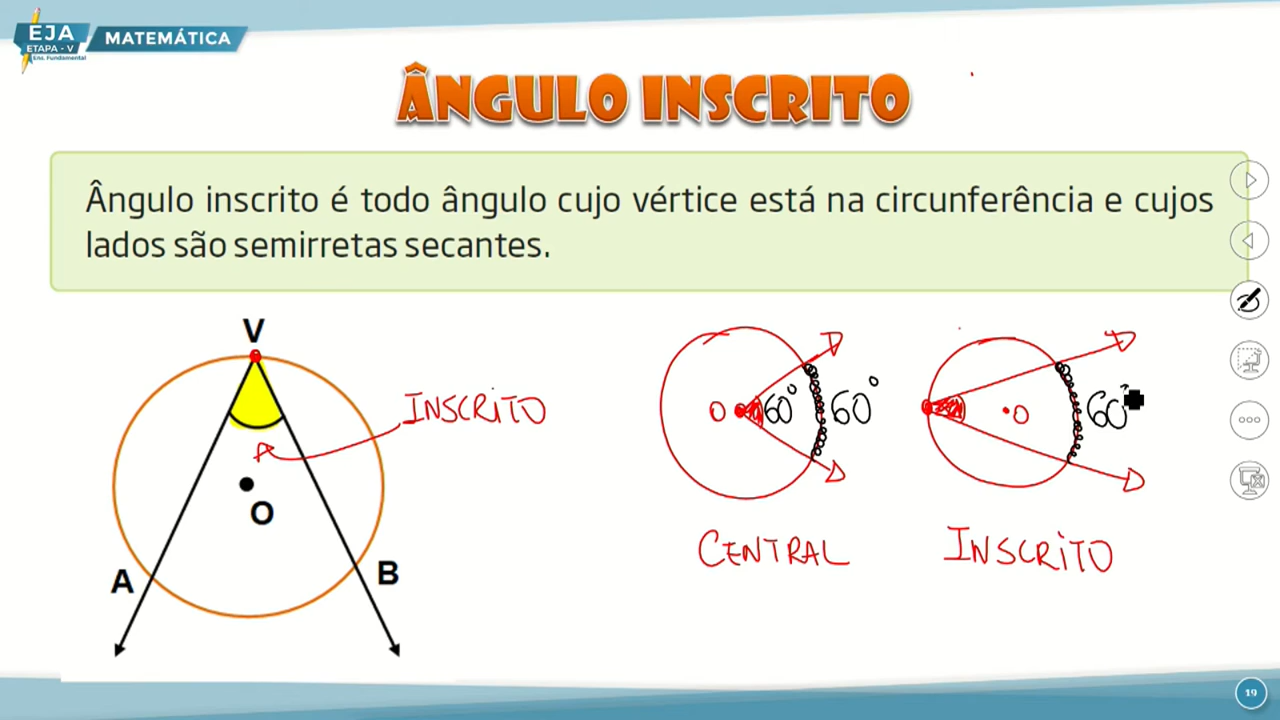 EJA
ETAPA - V
Ens. Fundamental
MATEMÁTICA
ÂNGULO INSCRITO
Ângulo inscrito é todo ângulo cujo vértice está na circunferência e cujos
lados são semirretas secantes.
V
INSCRITO
O
A
B
O 60° 60°
CENTRAL
O 60°
INSCRITO
19